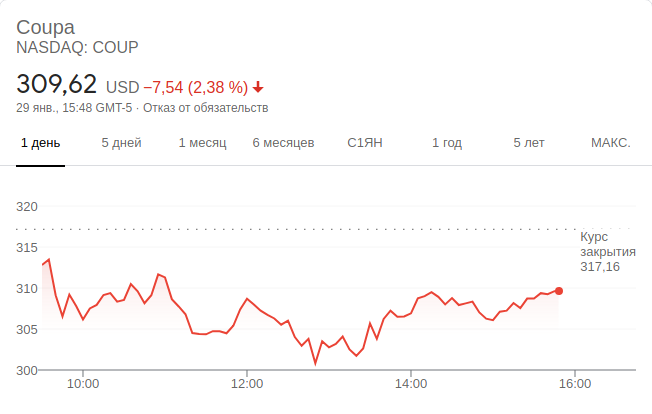 Coupa
NASDAQ: COUP
309,62 USD −7,54 (2,38 %)
29 янв., 15:48 GMT-5 · Отказ от обязательств
1 день 5 дней 1 месяц 6 месяцев С1ЯН 1 год 5 лет МАКС.
320
315
310
305
300
Курс
закрытия
317,16
10:00 12:00 14:00 16:00